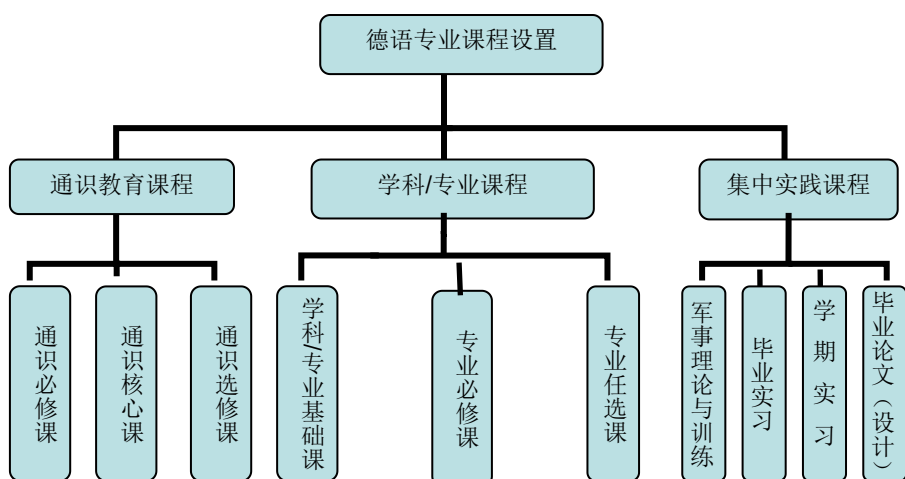 德语专业课程设置
通识教育课程
学科/专业课程
集中实践课程
通识必修课
通识核心课
通识选修课
学科/专业基础课
专业必修课
专业任选课
军事理论与训练
毕业实习
学期实习
毕业论文（设计）